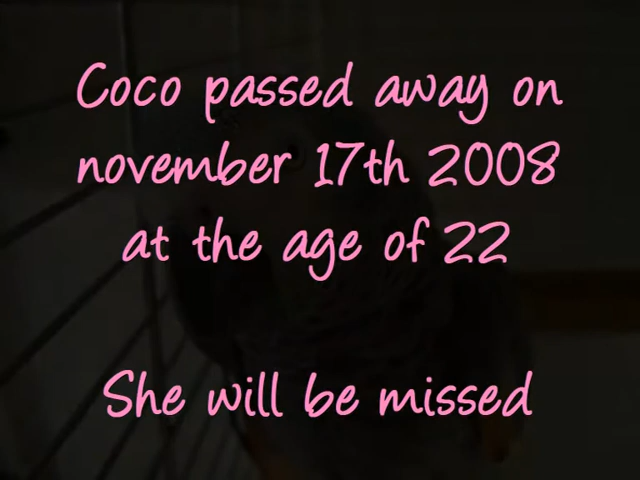 Coco passed away on
november 17th 2008
at the age of 22
She will be missed